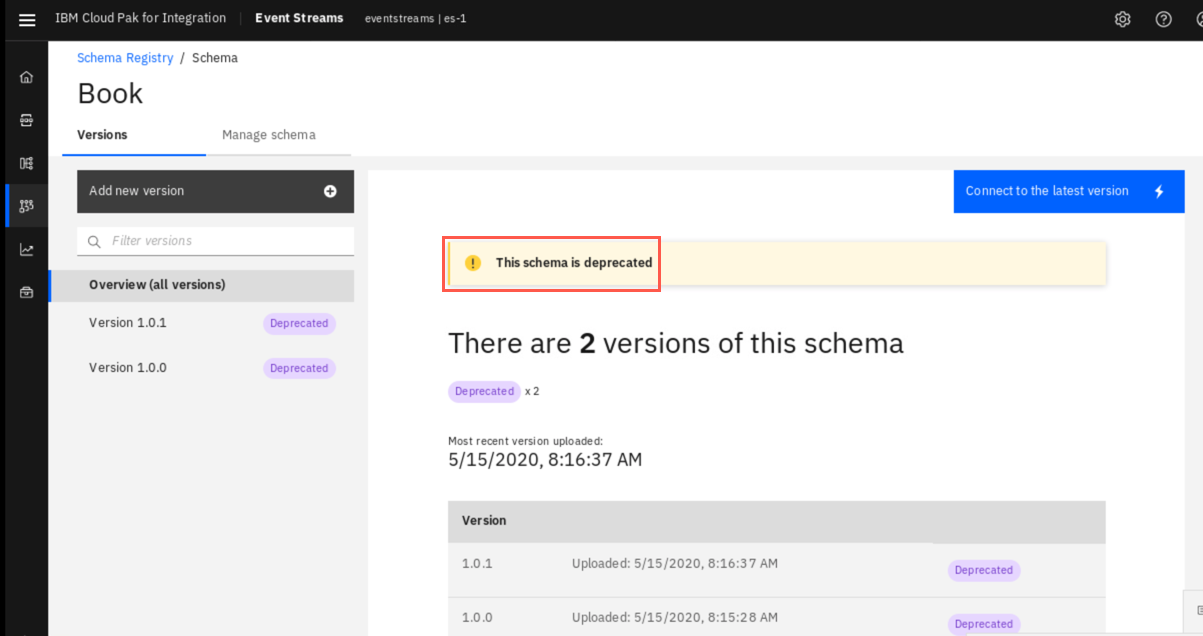 IBM Cloud Pak for Integration | Event Streams eventstreams | es-1
Schema Registry / Schema
Book
Versions Manage schema
Add new version
Connect to the latest version
Filter versions
This schema is deprecated
Overview (all versions)
Version 1.0.1 Deprecated
Version 1.0.0 Deprecated
There are 2 versions of this schema
Deprecated x 2
Most recent version uploaded:
5/15/2020, 8:16:37 AM
Version
1.0.1 Uploaded: 5/15/2020, 8:16:37 AM Deprecated
1.0.0 Uploaded: 5/15/2020, 8:15:28 AM Deprecated